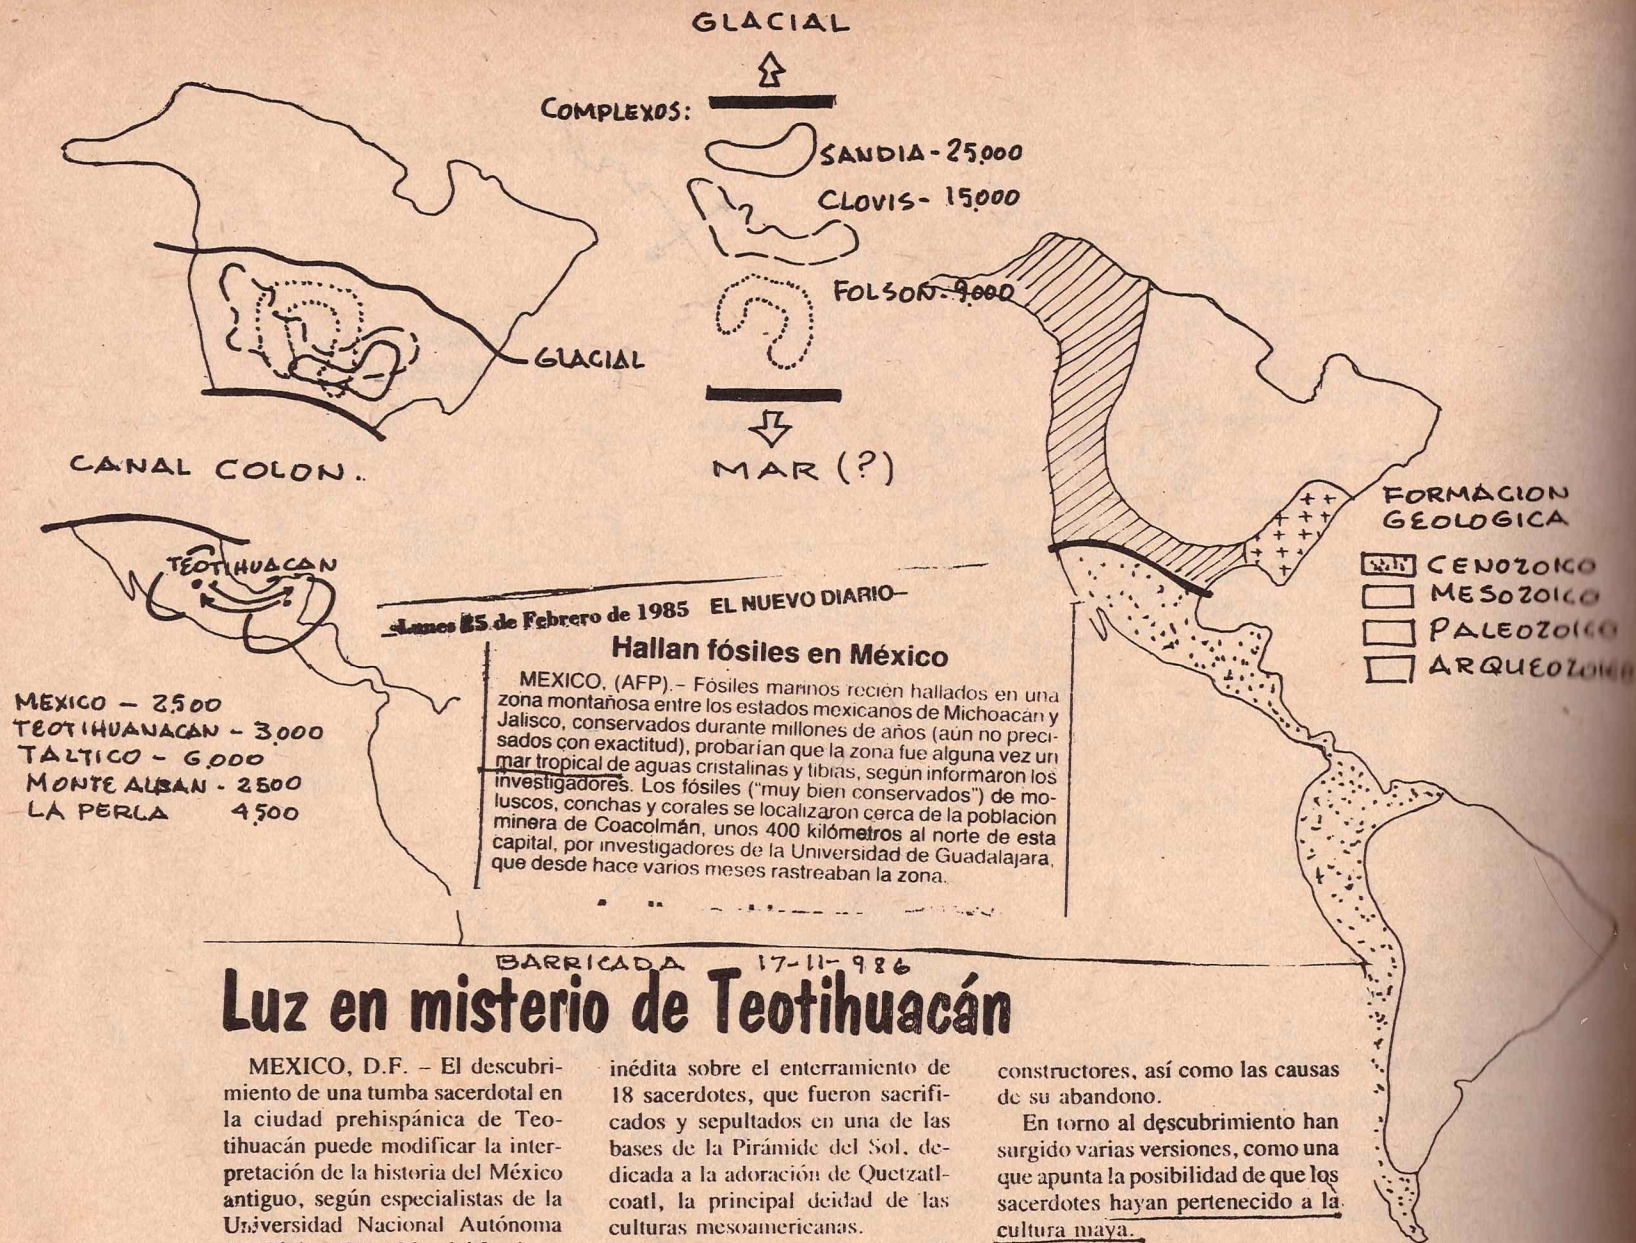 GLACIAL
COMPLEXOS:
SANDIA - 25,000
CLOVIS - 15,000
FOLSON - 9,000
GLACIAL
MAR (?)
CANAL COLON.
TEOTIHUACAN
MEXICO — 2,500
TEOTIHUANACAN - 3,000
TALTICO - 6,000
MONTE ALBAN - 2500
LA PERLA 4,500
FORMACION
GEOLOGICA
CENOZOICO
MESOZOICO
PALEOZOICO
ARQUEOZOICO
Lunes 25 de Febrero de 1985 EL NUEVO DIARIO—
Hallan fósiles en México
MEXICO, (AFP).- Fósiles marinos recién hallados en una
zona montañosa entre los estados mexicanos de Michoacán y
Jalisco, conservados durante millones de años (aún no preci-
sados con exactitud), probarían que la zona fue alguna vez un
mar tropical de aguas cristalinas y tibias, según informaron los
investigadores. Los fósiles ("muy bien conservados") de mo-
luscos, conchas y corales se localizaron cerca de la población
minera de Coacolmán, unos 400 kilómetros al norte de esta
capital, por investigadores de la Universidad de Guadalajara,
que desde hace varios meses rastreaban la zona.
BARRICADA 17-11-986
Luz en misterio de Teotihuacán
MEXICO, D.F. – El descubri-
miento de una tumba sacerdotal en
la ciudad prehispánica de Teo-
tihuacán puede modificar la inter-
pretación de la historia del México
antiguo, según especialistas de la
Universidad Nacional Autónoma
inédita sobre el enterramiento de
18 sacerdotes, que fueron sacrifi-
cados y sepultados en una de las
bases de la Pirámide del Sol, de-
dicada a la adoración de Quetzatl-
coatl, la principal deidad de las
culturas mesoamericanas.
constructores, así como las causas
de su abandono.
En torno al descubrimiento han
surgido varias versiones, como una
que apunta la posibilidad de que los
sacerdotes hayan pertenecido a la
cultura maya.